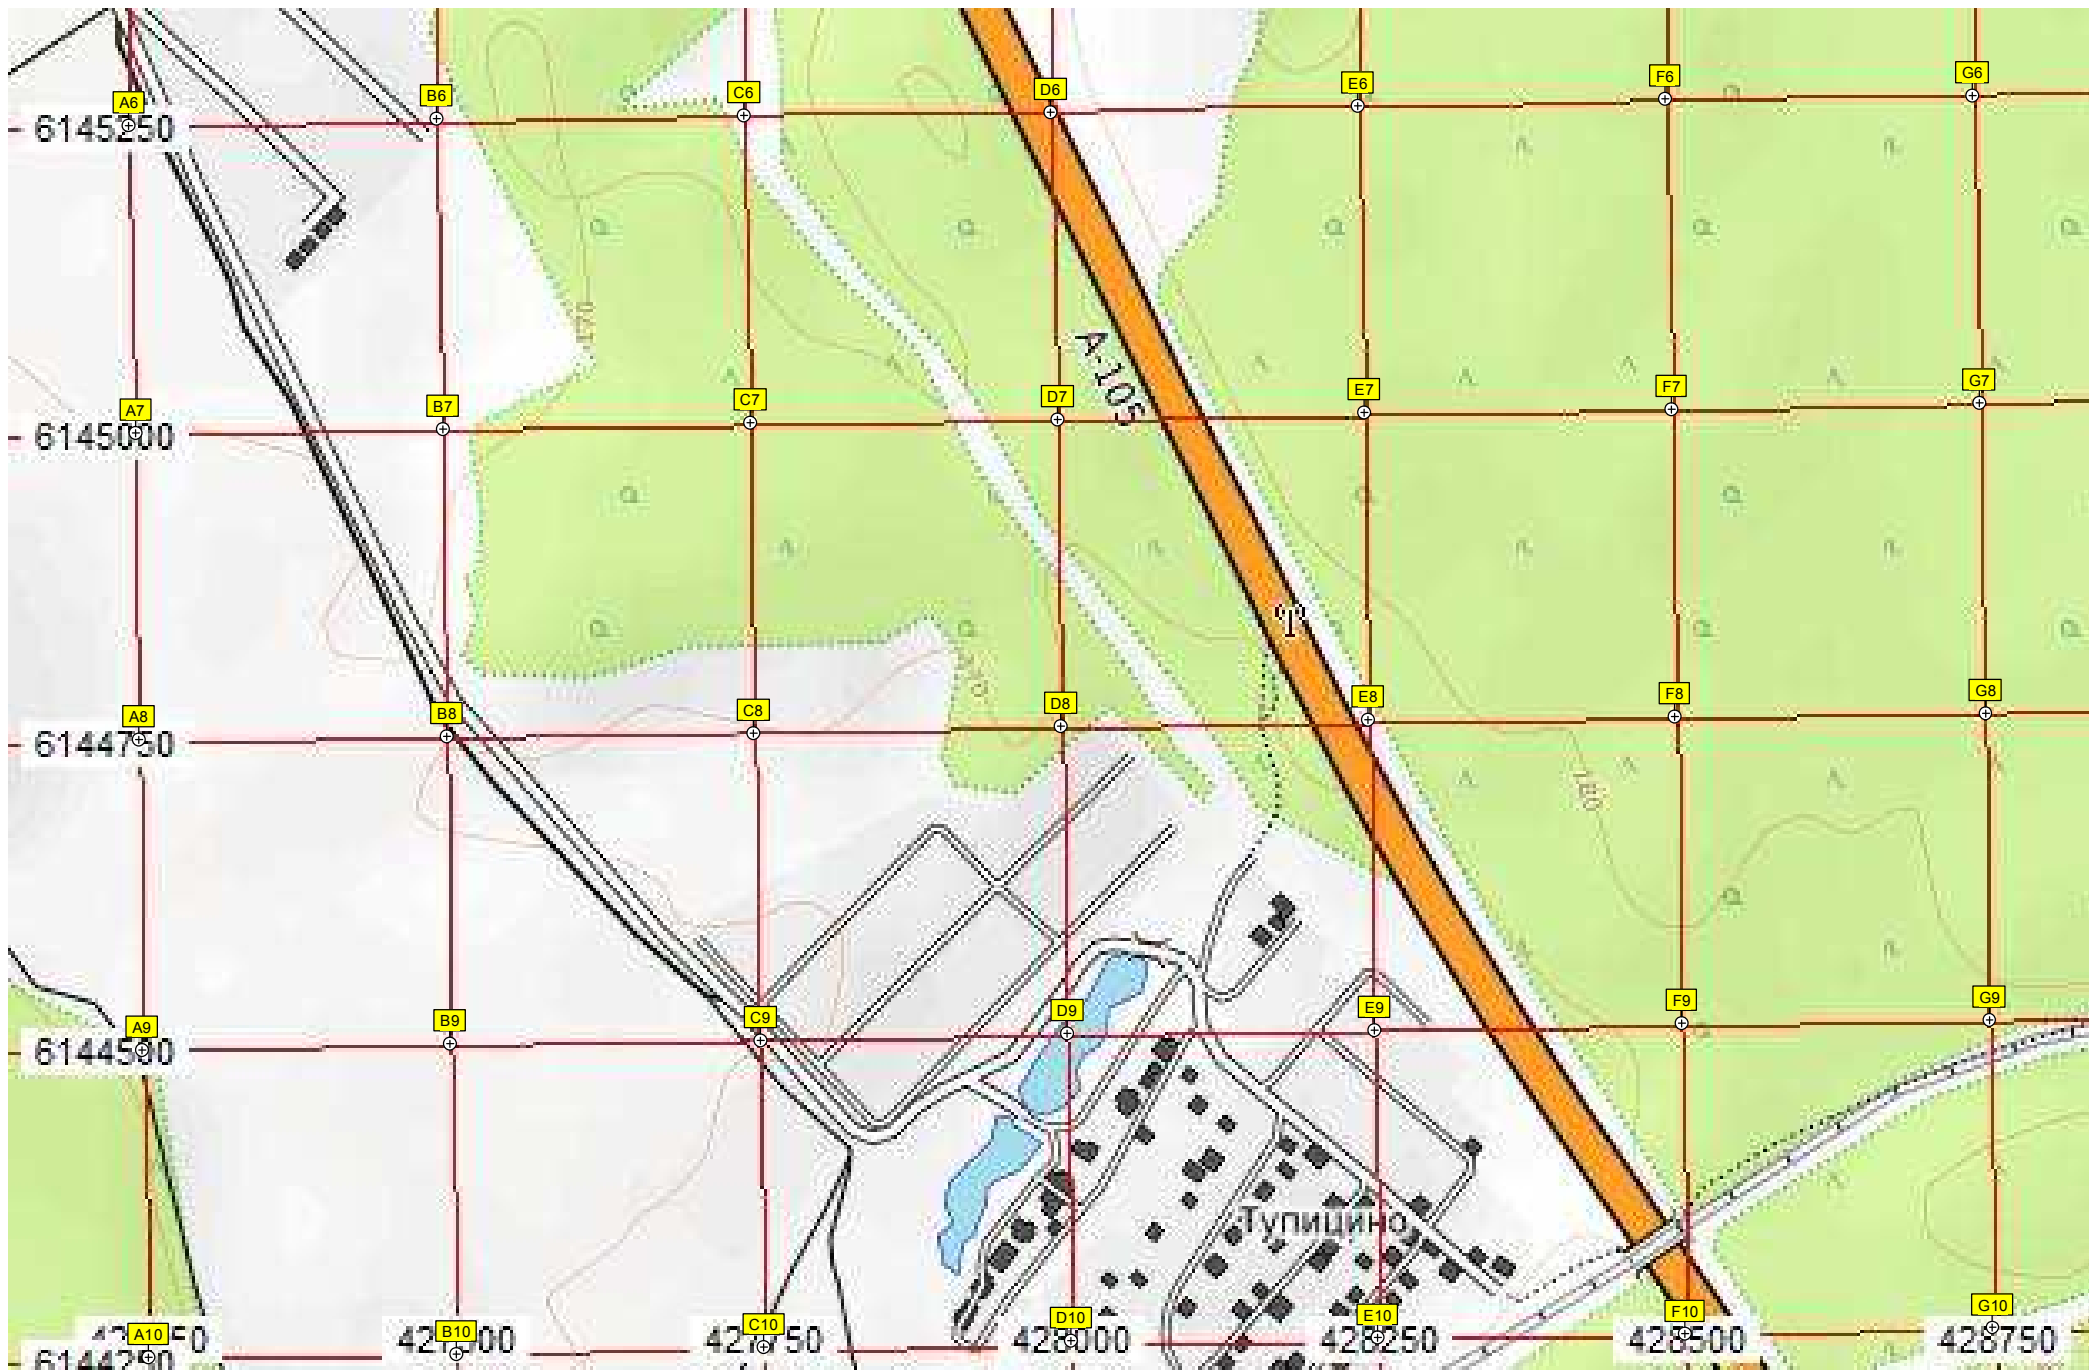 A6 B6 C6 D6 E6 F6 G6
6145250
170
A-105
A7 B7 C7 D7 E7 F7 G7
6145000
A8 B8 C8 D8 E8 F8 G8
6144750
180
A9 B9 C9 D9 E9 F9 G9
6144500
Тупицино
A10 B10 C10 D10 E10 F10 G10
428000 428250 428500 428750